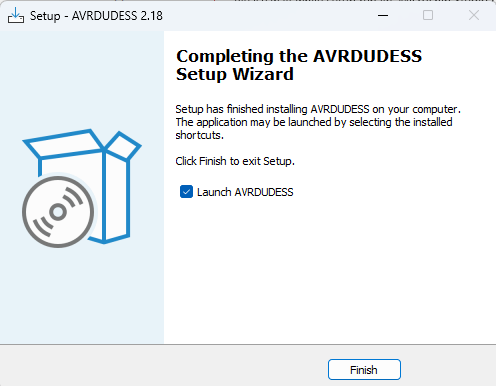 Setup - AVRDUDESS 2.18
Completing the AVRDUDESS
Setup Wizard
Setup has finished installing AVRDUDESS on your computer.
The application may be launched by selecting the installed
shortcuts.
Click Finish to exit Setup.
Launch AVRDUDESS
Finish